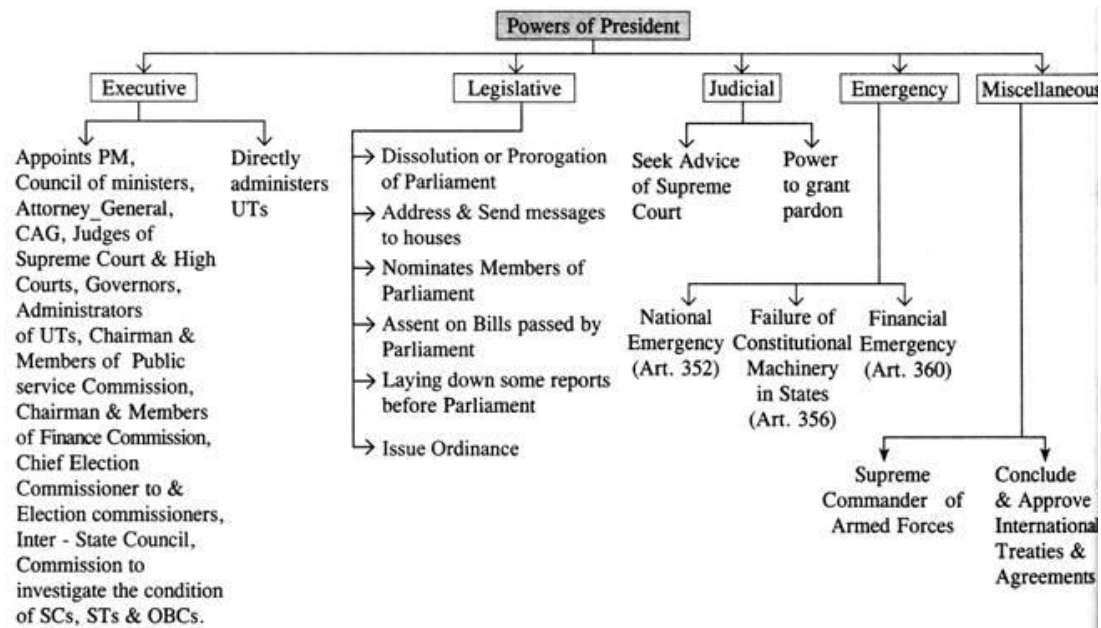 Powers of President
Executive
Legislative
Judicial
Emergency
Miscellaneous
Appoints PM,
Council of ministers,
Attorney_General,
CAG, Judges of
Supreme Court & High
Courts, Governors,
Administrators
of UTs, Chairman &
Members of Public
service Commission,
Chairman & Members
of Finance Commission,
Chief Election
Commissioner to &
Election commissioners,
Inter - State Council,
Commission to
investigate the condition
of SCs, STs & OBCs.
Directly
administers
UTs
Dissolution or Prorogation
of Parliament
Address & Send messages
to houses
Nominates Members of
Parliament
Assent on Bills passed by
Parliament
Laying down some reports
before Parliament
Issue Ordinance
Seek Advice
of Supreme
Court
Power
to grant
pardon
National
Emergency
(Art. 352)
Failure of
Constitutional
Machinery
in States
(Art. 356)
Financial
Emergency
(Art. 360)
Supreme
Commander of
Armed Forces
Conclude
& Approve
International
Treaties &
Agreements